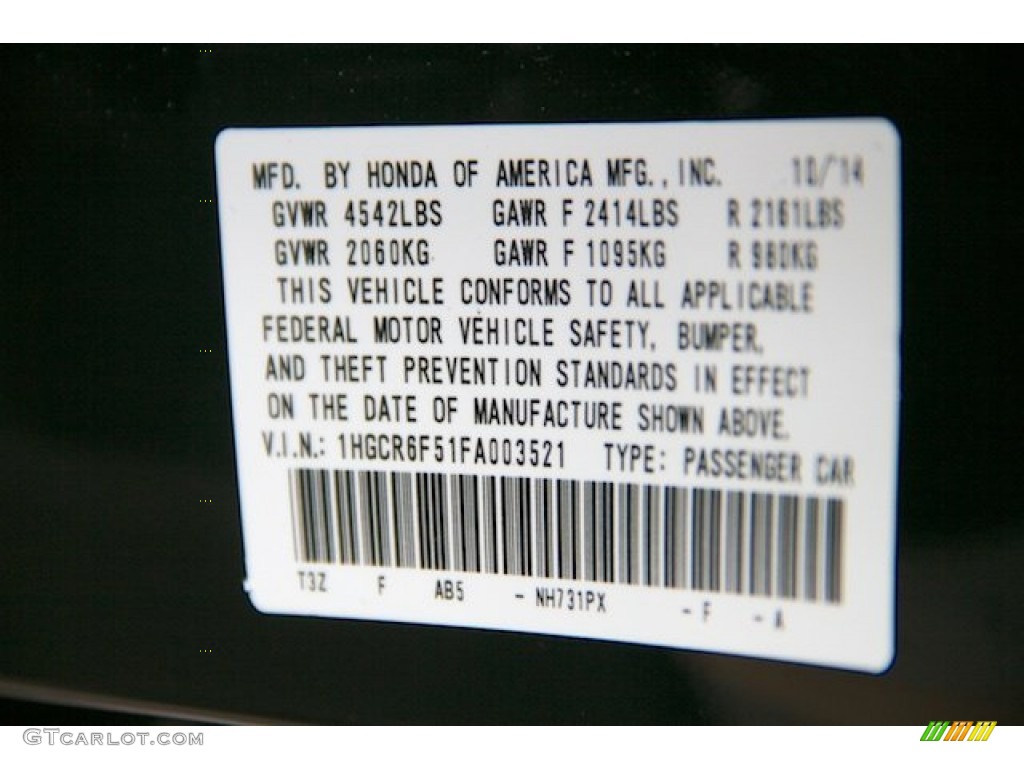 MFD. BY HONDA OF AMERICA MFG., INC. 10/14
GVWR 4542LBS GAWR F 2414LBS R 2161LBS
GVWR 2060KG GAWR F 1095KG R 980KG
THIS VEHICLE CONFORMS TO ALL APPLICABLE
FEDERAL MOTOR VEHICLE SAFETY, BUMPER,
AND THEFT PREVENTION STANDARDS IN EFFECT
ON THE DATE OF MANUFACTURE SHOWN ABOVE.
V.I.N.: 1HGCR6F51FA003521 TYPE: PASSENGER CAR
T3Z F AB5 - NH731PX - F - A
GTCARLOT.COM